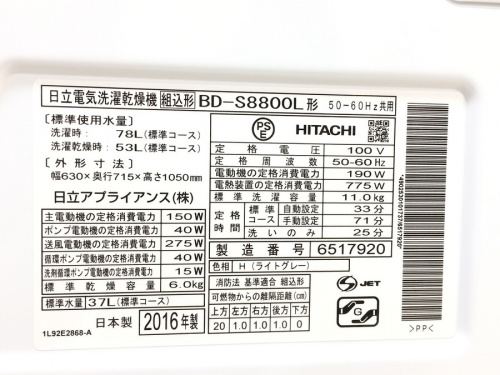 日立電気洗濯乾燥機 組込形 BD-S8800L形 50-60Hz共用
〔標準使用水量〕
洗濯時： 78L(標準コース)
洗濯乾燥時：53L(標準コース)
〔外形寸法〕
幅630×奥行715×高さ1050mm
日立アプライアンス(株)
主電動機の定格消費電力 150W
ポンプ電動機の定格消費電力 40W
送風電動機の定格消費電力 275W
循環ポンプ電動機の定格消費電力 40W
洗剤循環ポンプ電動機の定格消費電力 15W
標準乾燥容量 6.0kg
標準水量 37L(標準コース)
日本製 2016年製
1L92E2868-A
PS
E
HITACHI
定格電圧 100V
定格周波数 50-60Hz
電動機の定格消費電力 190W
電熱装置の定格消費電力 775W
標準洗濯容量 11.0kg
定格時間 標準コース 自動設定 33分
手動設定 71分
洗いのみ 25分
製造番号 6517920
色相 H (ライトグレー)
消防法 基準適合 組込形
可燃物からの離隔距離(cm)
上方 左方 右方 前方 後方 下方
20 1.0 1.0 1.0 1.0 0
S JET
G
>PP<